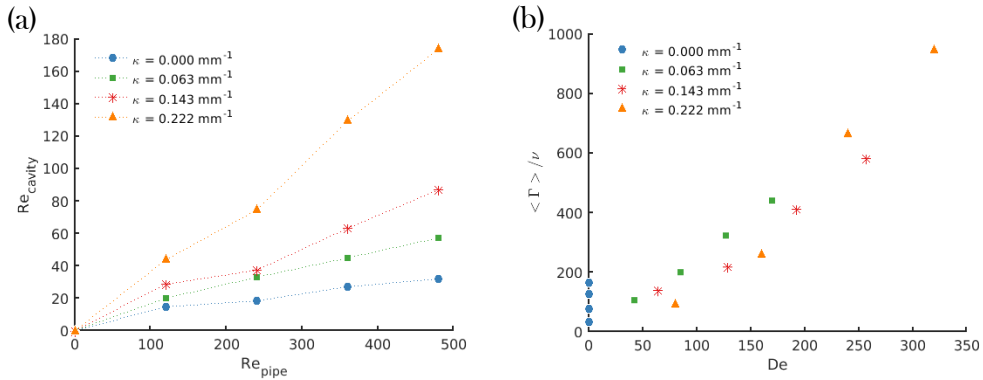 (a)
180
160
140
120
100
80
60
40
20
0
Re_cavity
κ = 0.000 mm⁻¹
κ = 0.063 mm⁻¹
κ = 0.143 mm⁻¹
κ = 0.222 mm⁻¹
0 100 200 300 400 500
Re_pipe
(b)
1000
800
600
400
200
0
< Γ > /ν
κ = 0.000 mm⁻¹
κ = 0.063 mm⁻¹
κ = 0.143 mm⁻¹
κ = 0.222 mm⁻¹
0 50 100 150 200 250 300 350
De